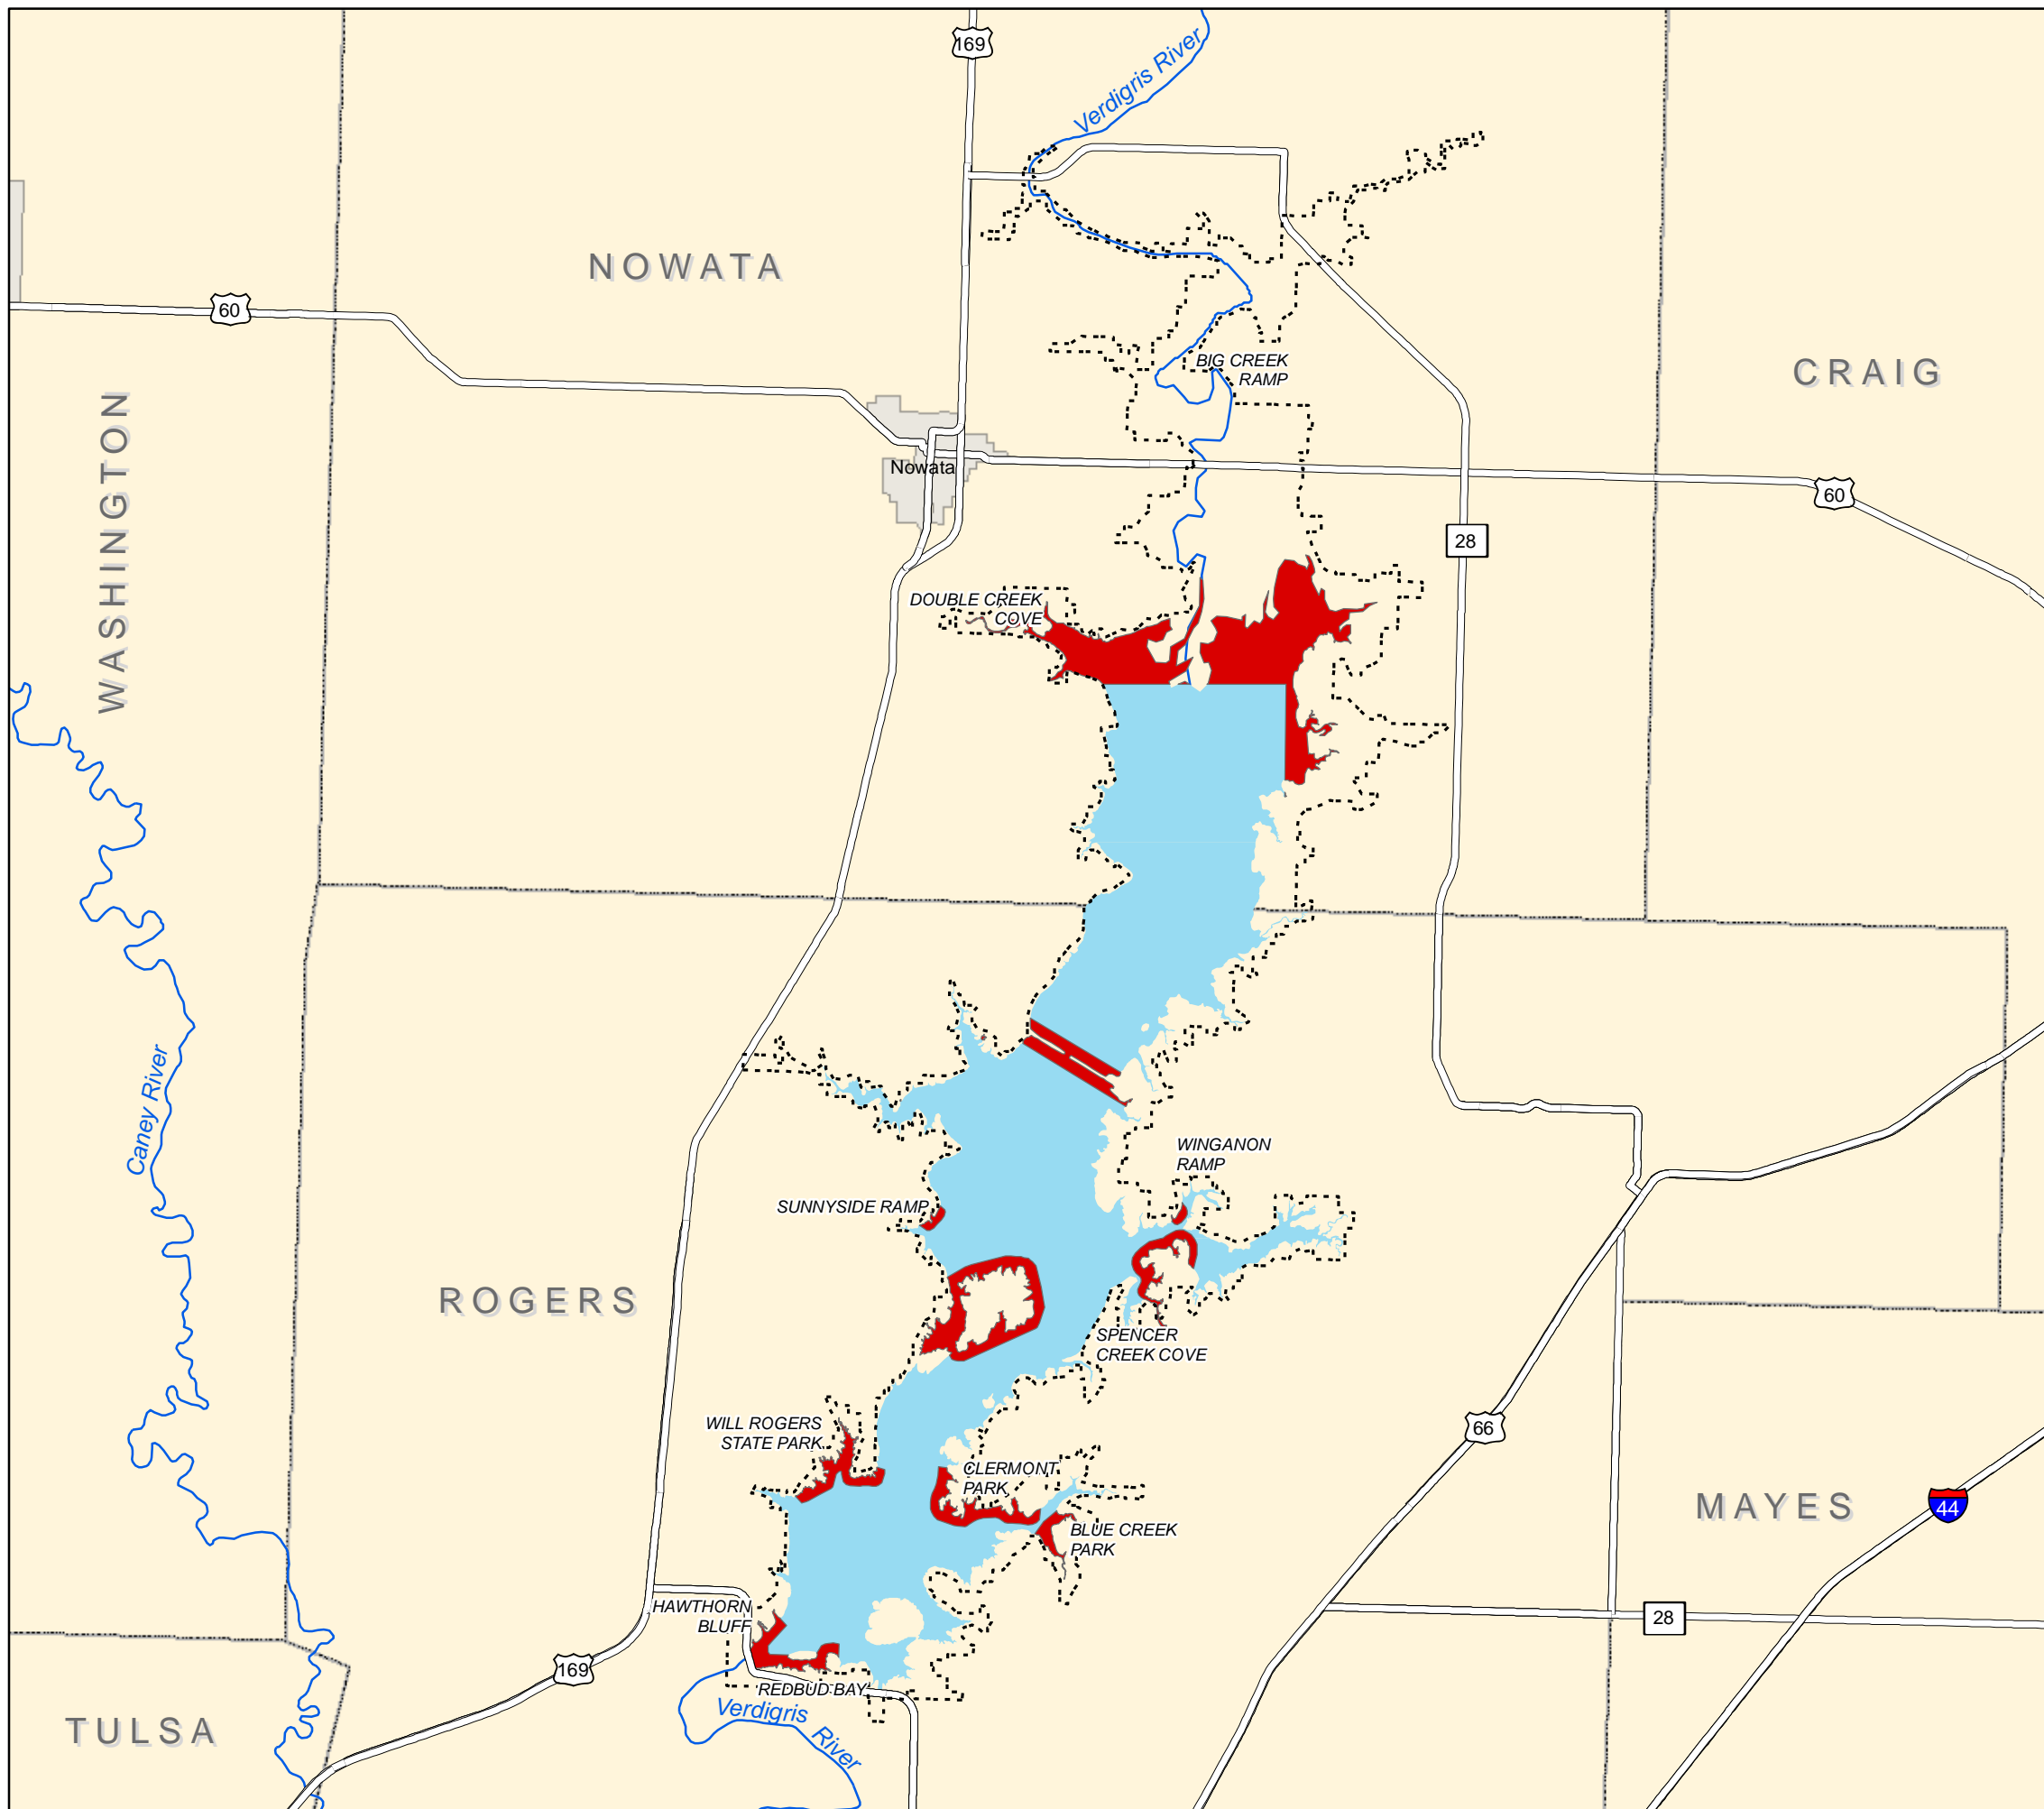 169
Verdigris River
NOWATA
60
BIG CREEK
RAMP
CRAIG
WASHINGTON
Nowata
60
28
DOUBLE CREEK
COVE
Caney River
WINGANON
RAMP
SUNNYSIDE RAMP
ROGERS
SPENCER
CREEK COVE
WILL ROGERS
STATE PARK
66
CLERMONT
PARK
MAYES
44
BLUE CREEK
PARK
HAWTHORN
BLUFF
28
169
REDBUD BAY
Verdigris River
TULSA